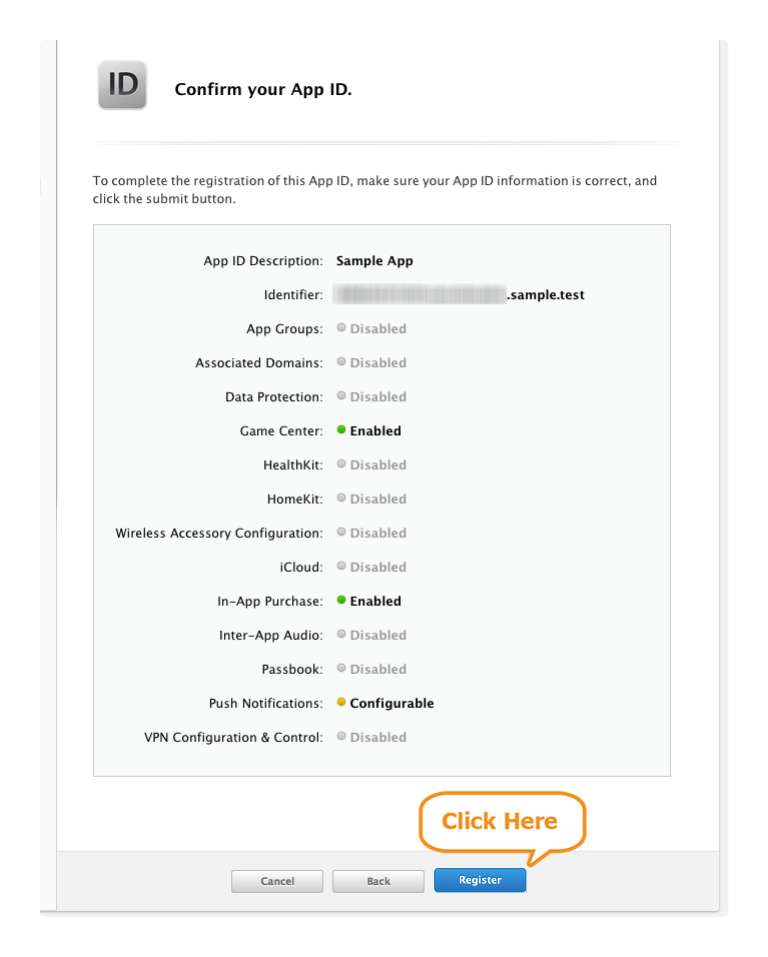 ID
Confirm your App ID.
To complete the registration of this App ID, make sure your App ID information is correct, and
click the submit button.
App ID Description: Sample App
Identifier: .sample.test
App Groups: Disabled
Associated Domains: Disabled
Data Protection: Disabled
Game Center: Enabled
HealthKit: Disabled
HomeKit: Disabled
Wireless Accessory Configuration: Disabled
iCloud: Disabled
In-App Purchase: Enabled
Inter-App Audio: Disabled
Passbook: Disabled
Push Notifications: Configurable
VPN Configuration & Control: Disabled
Click Here
Cancel Back Register